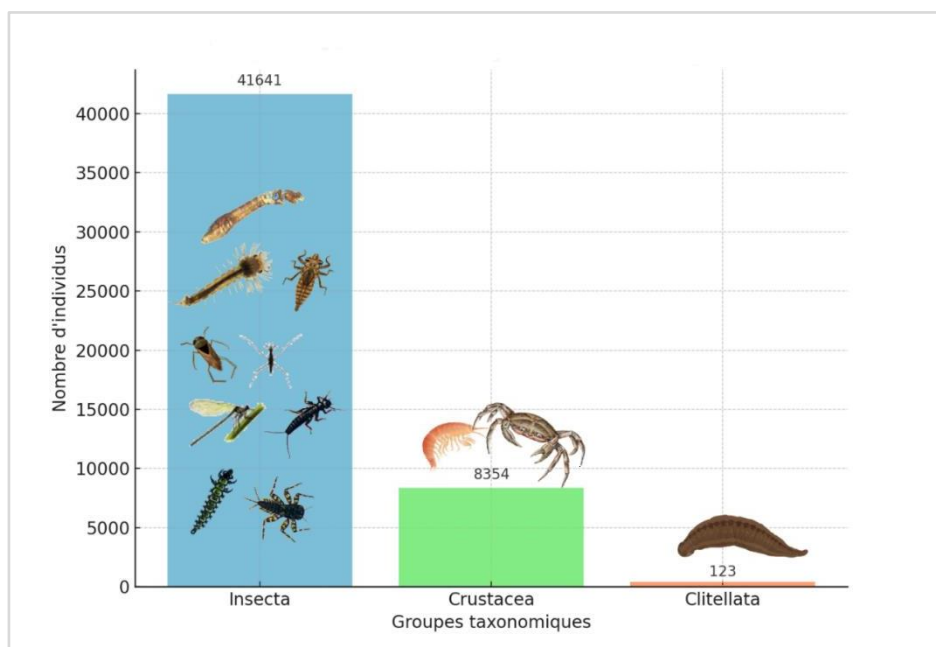 41641
40000
35000
30000
25000
20000
15000
10000
5000
0
Nombre d'individus
8354
123
Insecta
Crustacea
Clitellata
Groupes taxonomiques